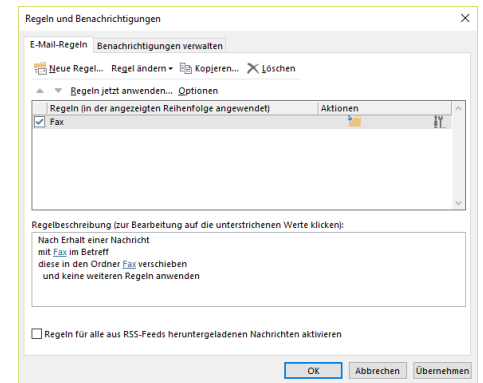 Regeln und Benachrichtigungen
E-Mail-Regeln Benachrichtigungen verwalten
Neue Regel... Regel ändern Kopieren... Löschen
Regeln jetzt anwenden... Optionen
Regeln (in der angezeigten Reihenfolge angewendet) Aktionen
Fax
Regelbeschreibung (zur Bearbeitung auf die unterstrichenen Werte klicken):
Nach Erhalt einer Nachricht
mit Fax im Betreff
diese in den Ordner Fax verschieben
und keine weiteren Regeln anwenden
Regeln für alle aus RSS-Feeds heruntergeladenen Nachrichten aktivieren
OK Abbrechen Übernehmen